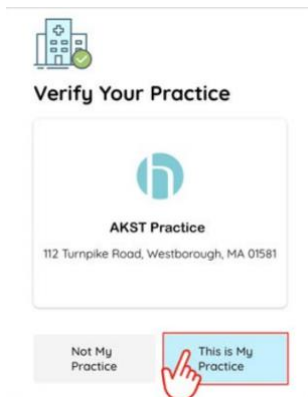 Verify Your Practice
AKST Practice
112 Turnpike Road, Westborough, MA 01581
Not My
Practice
This is My
Practice